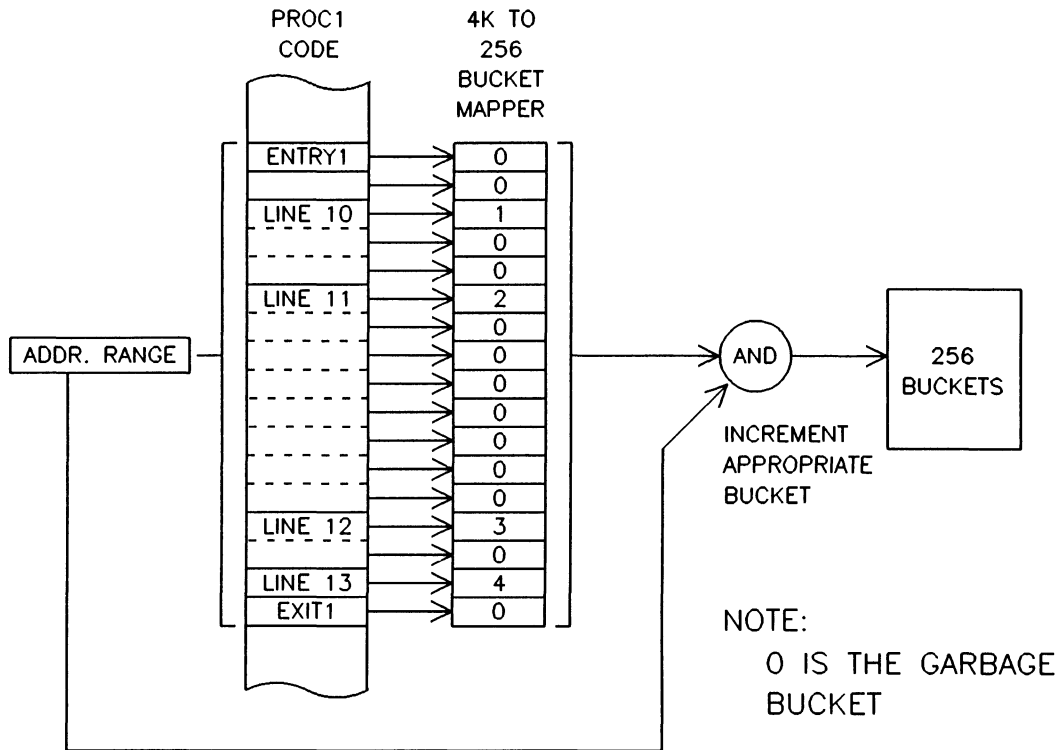 PROC1
CODE
4K TO
256
BUCKET
MAPPER
ENTRY1
0
0
LINE 10
1
0
0
LINE 11
2
0
ADDR. RANGE
0
0
0
0
0
0
LINE 12
3
0
LINE 13
4
EXIT1
0
AND
256
BUCKETS
INCREMENT
APPROPRIATE
BUCKET
NOTE:
0 IS THE GARBAGE
BUCKET